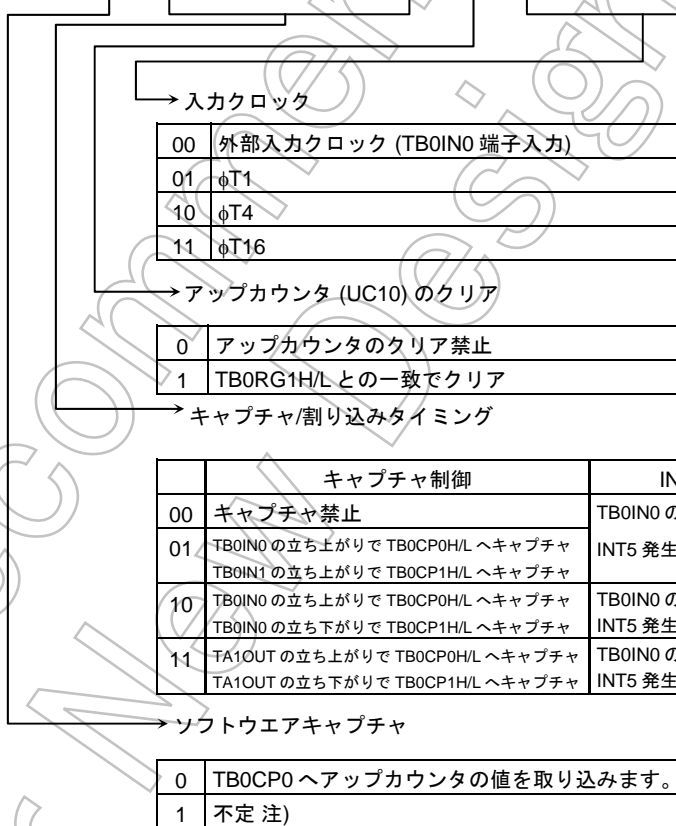 入力クロック
00 外部入力クロック (TB0IN0 端子入力)
01 φT1
10 φT4
11 φT16
アップカウンタ (UC10) のクリア
0 アップカウンタのクリア禁止
1 TB0RG1H/L との一致でクリア
キャプチャ/割り込みタイミング
キャプチャ制御 IN
00 キャプチャ禁止 TB0IN0 の
01 TB0IN0 の立ち上がりで TB0CP0H/L へキャプチャ INT5 発生
TB0IN1 の立ち上がりで TB0CP1H/L へキャプチャ
10 TB0IN0 の立ち上がりで TB0CP0H/L へキャプチャ TB0IN0 の
TB0IN0 の立ち下がりで TB0CP1H/L へキャプチャ INT5 発生
11 TA1OUT の立ち上がりで TB0CP0H/L へキャプチャ TB0IN0 の
TA1OUT の立ち下がりで TB0CP1H/L へキャプチャ INT5 発生
ソフトウエアキャプチャ
0 TB0CP0 へアップカウンタの値を取り込みます。
1 不定 注)